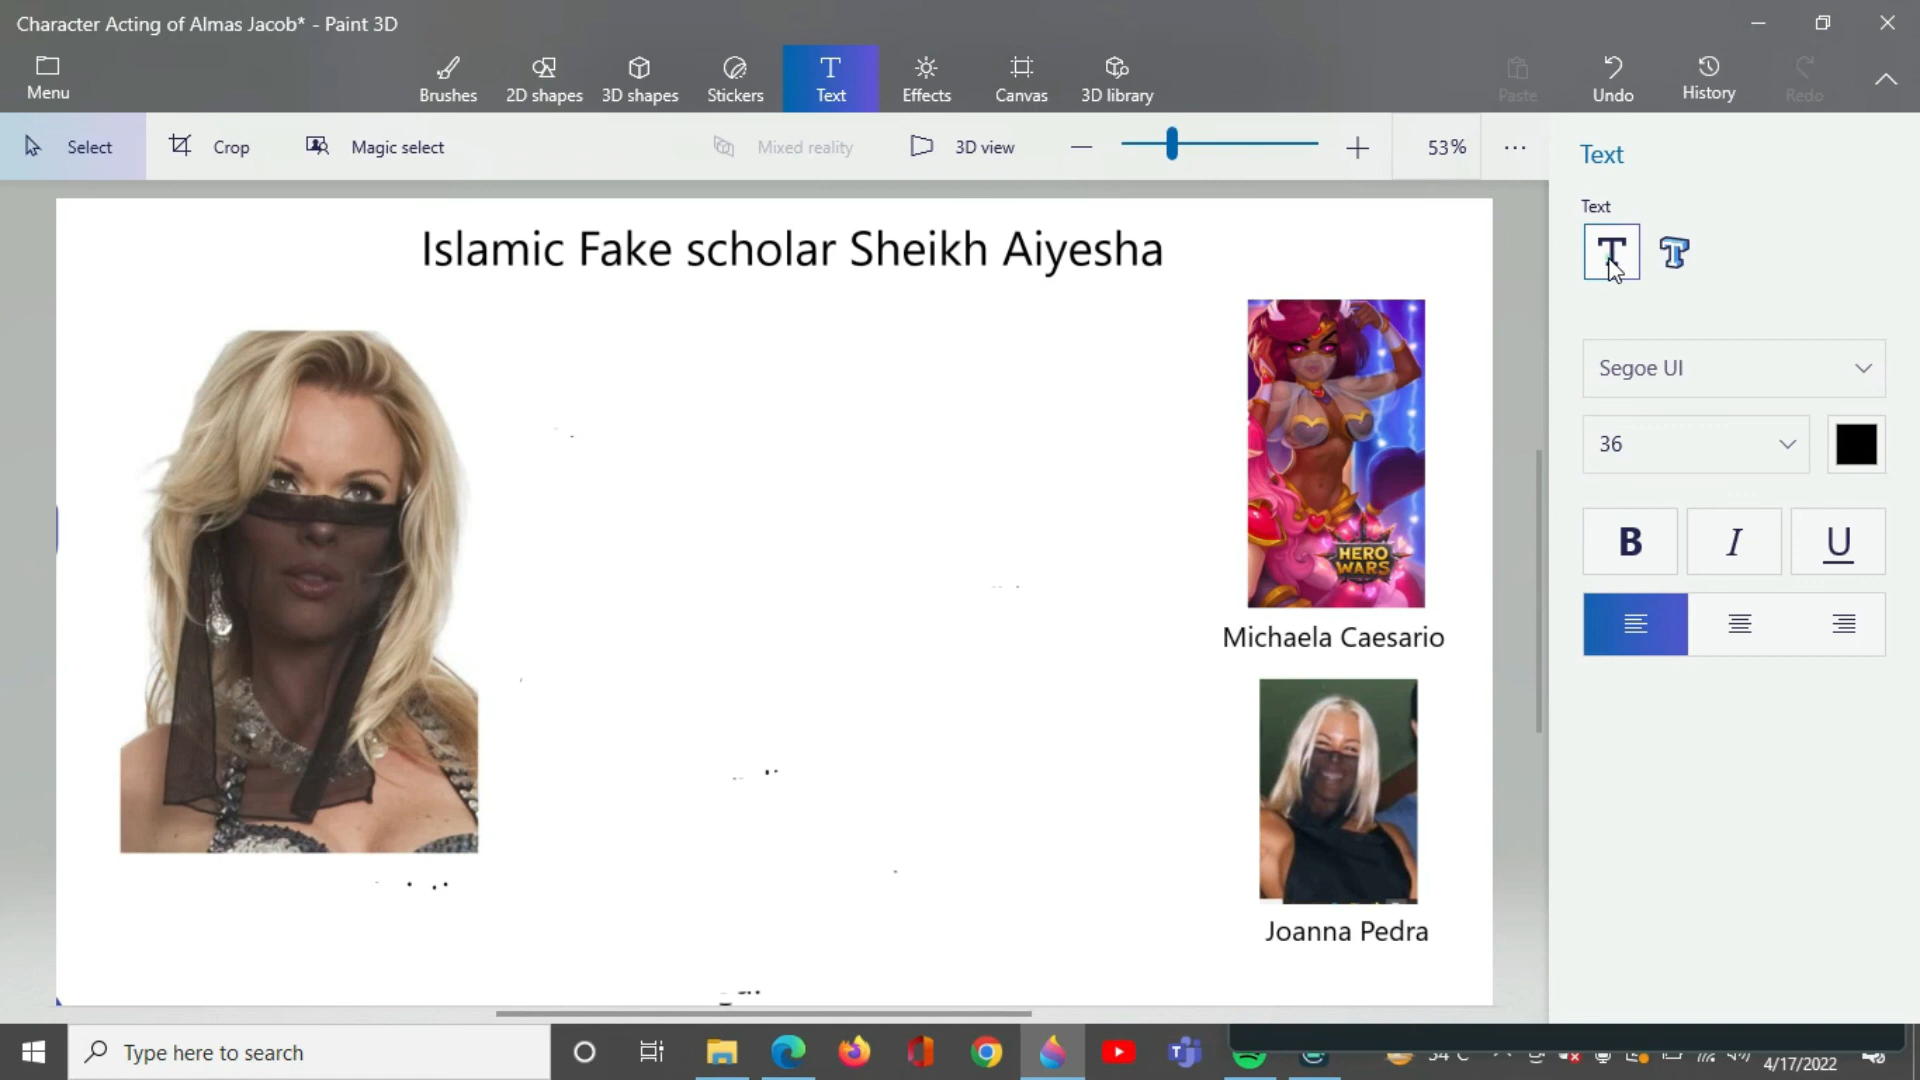 Character Acting of Almas Jacob* - Paint 3D
Menu
Brushes
2D shapes
3D shapes
Stickers
Text
Effects
Canvas
3D library
Paste
Undo
History
Redo
Select
Crop
Magic select
Mixed reality
3D view
53%
Text
Text
Segoe UI
36
B
I
U
Islamic Fake scholar Sheikh Aiyesha
HERO
WARS
Michaela Caesario
Joanna Pedra
Type here to search
4/17/2022